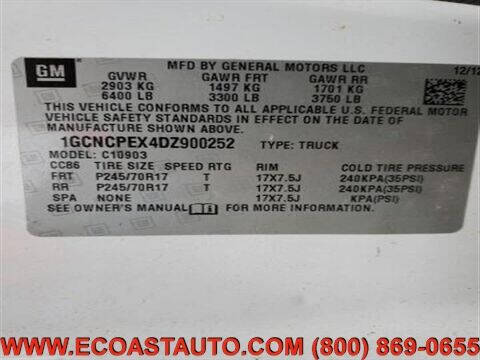 GM
MFD BY GENERAL MOTORS LLC
GVWR GAWR FRT GAWR RR 12/12
2903 KG 1497 KG 1701 KG
6400 LB 3300 LB 3750 LB
THIS VEHICLE CONFORMS TO ALL APPLICABLE U.S. FEDERAL MOTOR
VEHICLE SAFETY STANDARDS IN EFFECT ON THE DATE OF
MANUFACTURE SHOWN ABOVE.
1GCNCPEX4DZ900252 TYPE: TRUCK
MODEL: C10903
CC86 TIRE SIZE SPEED RTG RIM COLD TIRE PRESSURE
FRT P245/70R17 T 17X7.5J 240KPA(35PSI)
RR P245/70R17 T 17X7.5J 240KPA(35PSI)
SPA NONE 17X7.5J KPA(PSI)
SEE OWNER'S MANUAL FOR MORE INFORMATION.
WWW.ECOASTAUTO.COM (800) 869-0655